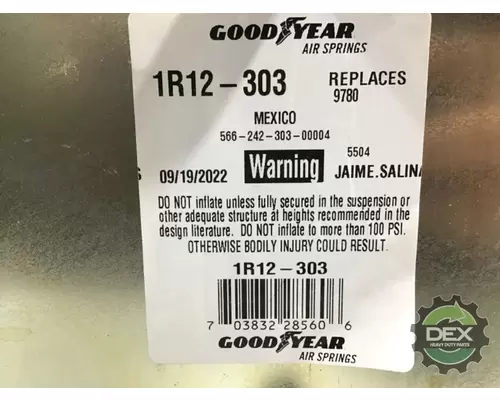 GOODYEAR
AIR SPRINGS
1R12-303
REPLACES
9780
MEXICO
566-242-303-00004
S 09/19/2022 Warning 5504
JAIME.SALINA
DO NOT inflate unless fully secured in the suspension or
other adequate structure at heights recommended in the
design literature. DO NOT inflate to more than 100 PSI.
OTHERWISE BODILY INJURY COULD RESULT.
1R12-303
7 03832 28560 6
GOODYEAR
AIR SPRINGS
DEX
HEAVY DUTY PARTS